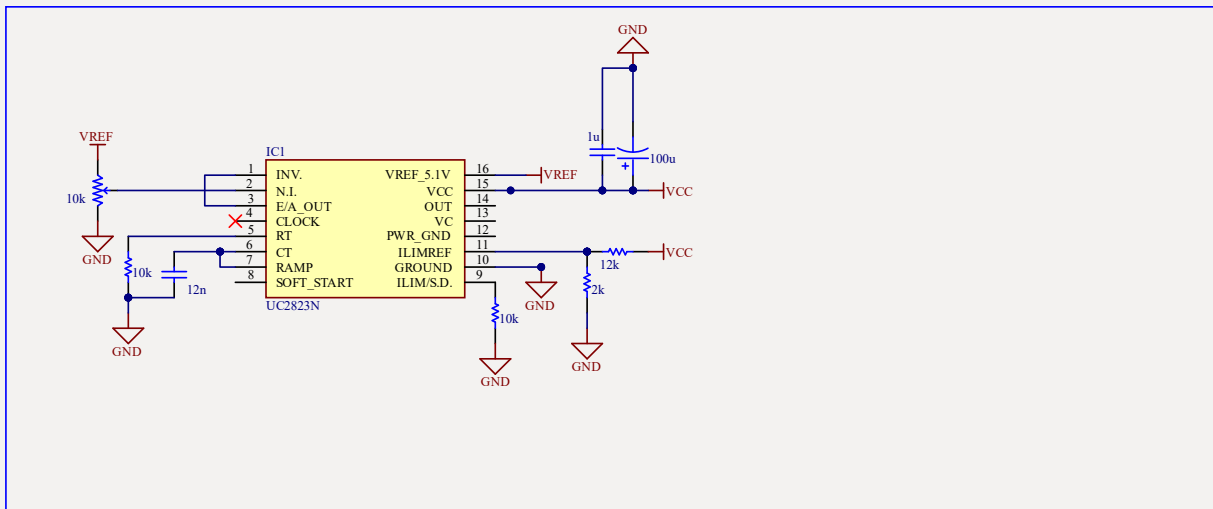 GND
1u
100u
VREF
10k
GND
IC1
1 INV. VREF_5.1V 16 VREF
2 N.I. VCC 15 VCC
3 E/A_OUT OUT 14
4 CLOCK VC 13
5 RT PWR_GND 12
6 CT ILIMREF 11 VCC
7 RAMP GROUND 10
8 SOFT_START ILIM/S.D. 9
UC2823N
10k
12n
GND
12k
2k
GND
GND
10k
GND